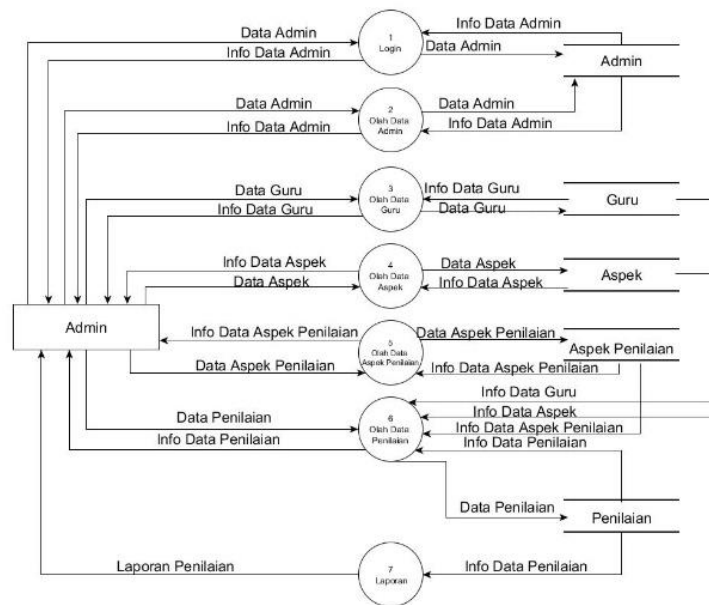 Data Admin
Info Data Admin
1
Login
Info Data Admin
Data Admin
Admin
Data Admin
Info Data Admin
2
Olah Data
Admin
Data Admin
Info Data Admin
Data Guru
Info Data Guru
3
Olah Data
Guru
Info Data Guru
Data Guru
Guru
Info Data Aspek
Data Aspek
4
Olah Data
Aspek
Data Aspek
Info Data Aspek
Aspek
Admin
Info Data Aspek Penilaian
Data Aspek Penilaian
5
Olah Data
Aspek Penilaian
Data Aspek Penilaian
Info Data Aspek Penilaian
Aspek Penilaian
Data Penilaian
Info Data Penilaian
6
Olah Data
Penilaian
Info Data Guru
Info Data Aspek
Info Data Aspek Penilaian
Info Data Penilaian
Data Penilaian
Penilaian
Laporan Penilaian
7
Laporan
Info Data Penilaian